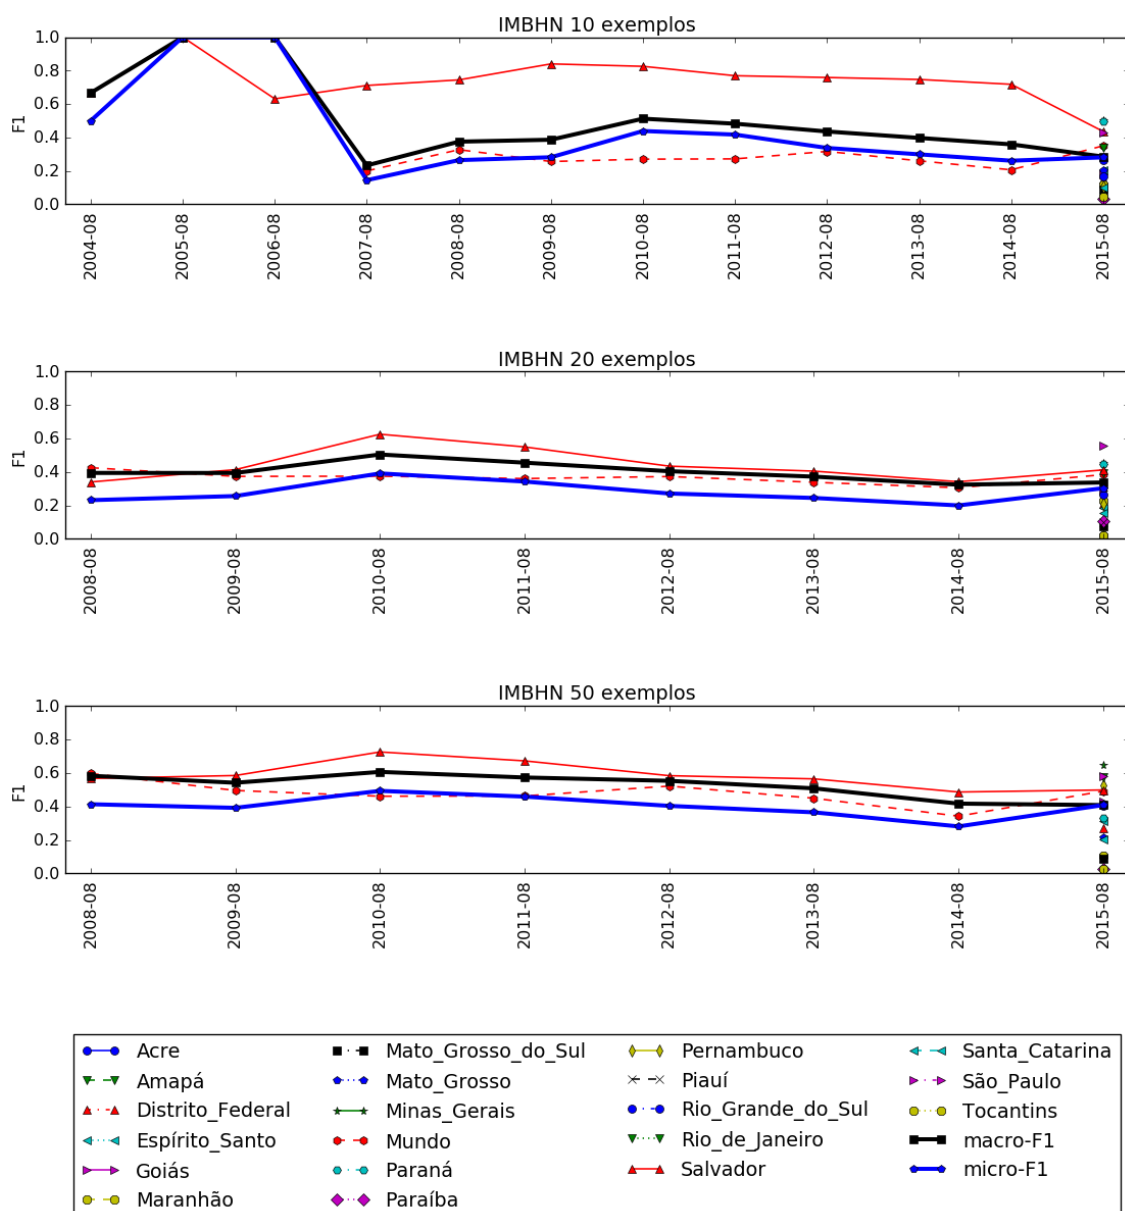 IMBHN 10 exemplos
1.0
0.8
0.6
0.4
0.2
0.0
F1
2004-08
2005-08
2006-08
2007-08
2008-08
2009-08
2010-08
2011-08
2012-08
2013-08
2014-08
2015-08
IMBHN 20 exemplos
1.0
0.8
0.6
0.4
0.2
0.0
F1
2008-08
2009-08
2010-08
2011-08
2012-08
2013-08
2014-08
2015-08
IMBHN 50 exemplos
1.0
0.8
0.6
0.4
0.2
0.0
F1
2008-08
2009-08
2010-08
2011-08
2012-08
2013-08
2014-08
2015-08
Acre
Amapá
Distrito_Federal
Espírito_Santo
Goiás
Maranhão
Mato_Grosso_do_Sul
Mato_Grosso
Minas_Gerais
Mundo
Paraná
Paraíba
Pernambuco
Piauí
Rio_Grande_do_Sul
Rio_de_Janeiro
Salvador
Santa_Catarina
São_Paulo
Tocantins
macro-F1
micro-F1